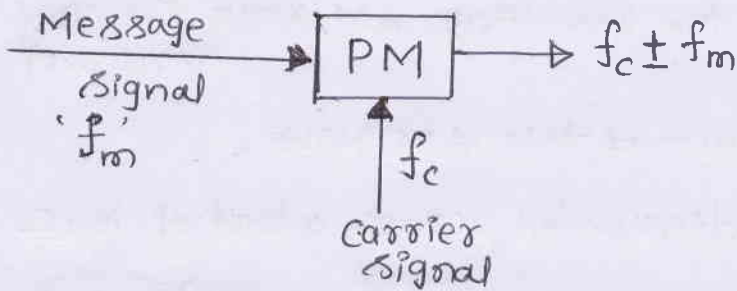 Message
signal
'fm'
PM
fc ± fm
fc
carrier
signal